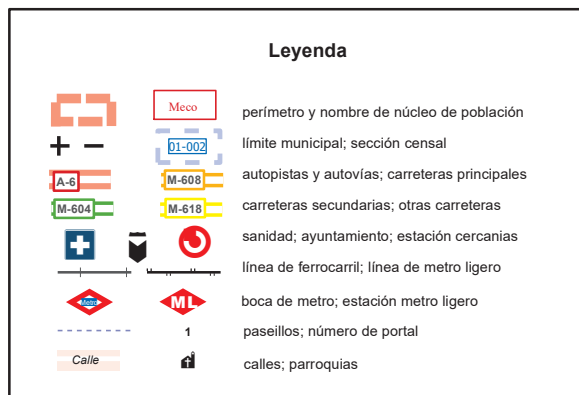 Leyenda
Meco perímetro y nombre de núcleo de población
01-002 límite municipal; sección censal
A-6 M-608 autopistas y autovías; carreteras principales
M-604 M-618 carreteras secundarias; otras carreteras
sanidad; ayuntamiento; estación cercanias
línea de ferrocarril; línea de metro ligero
Metro ML boca de metro; estación metro ligero
1 paseillos; número de portal
Calle calles; parroquias